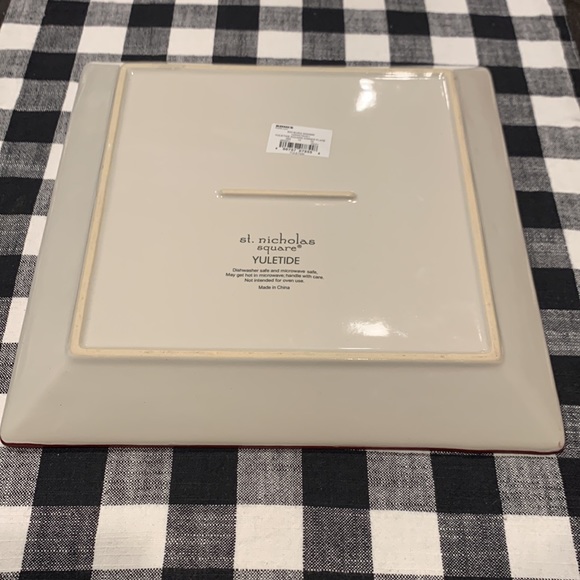 st. nicholas
square®
YULETIDE
Dishwasher safe and microwave safe,
May get hot in microwave; handle with care.
Not intended for oven use.
Made in China